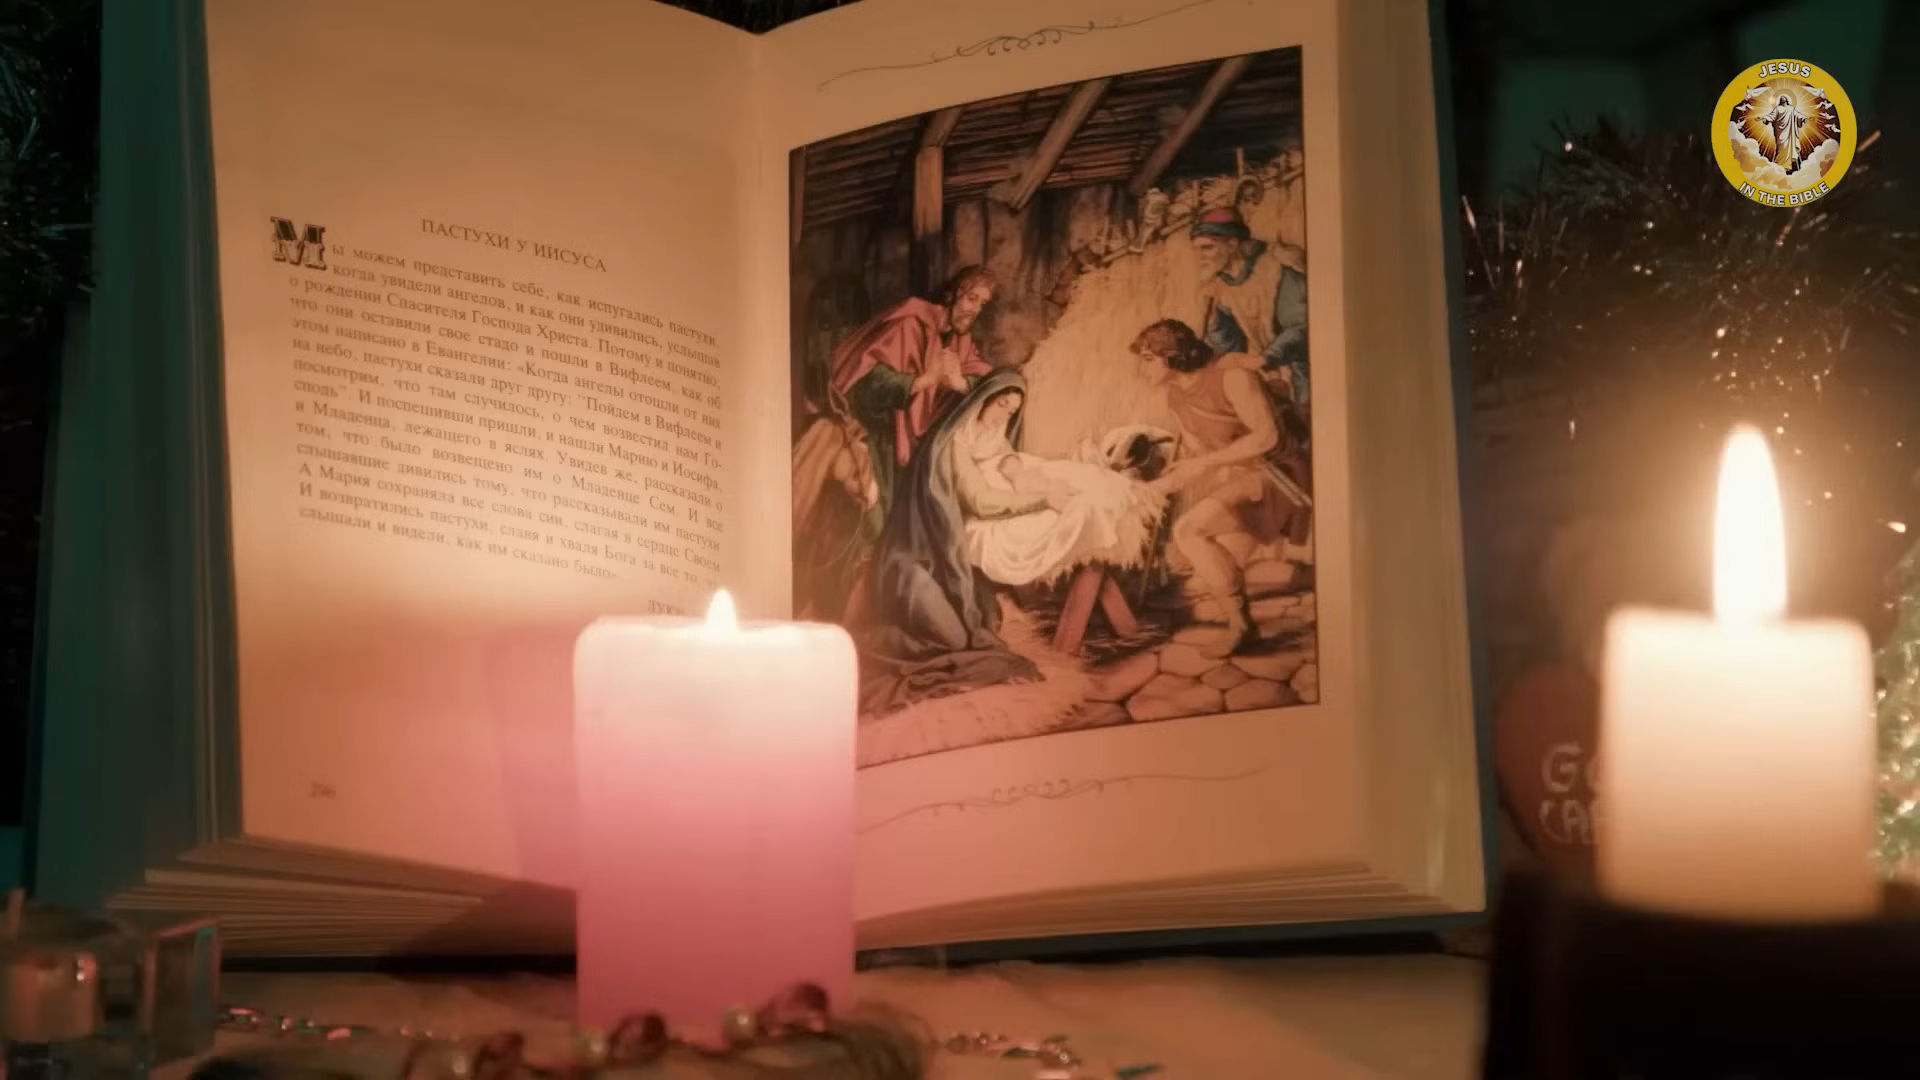 ПАСТУХИ У ИИСУСА
Мы можем представить себе, как испугались пастухи,
когда увидели ангелов, и как они удивились, услышав
о рождении Спасителя Господа Христа. Потому и понятно,
что они оставили свое стадо и пошли в Вифлеем, как об
этом написано в Евангелии: «Когда ангелы отошли от них
на небо, пастухи сказали друг другу: "Пойдем в Вифлеем и
посмотрим, что там случилось, о чем возвестил нам Го-
сподь". И поспешивши пришли, и нашли Марию и Иосифа,
и Младенца, лежащего в яслях. Увидев же, рассказали о
том, что было возвещено им о Младенце Сем. И все
слышавшие дивились тому, что рассказывали им пастухи
А Мария сохраняла все слова сии, слагая в сердце Своем
И возвратились пастухи, славя и хваля Бога за все то,
слышали и видели, как им сказано было»
296
JESUS
IN THE BIBLE